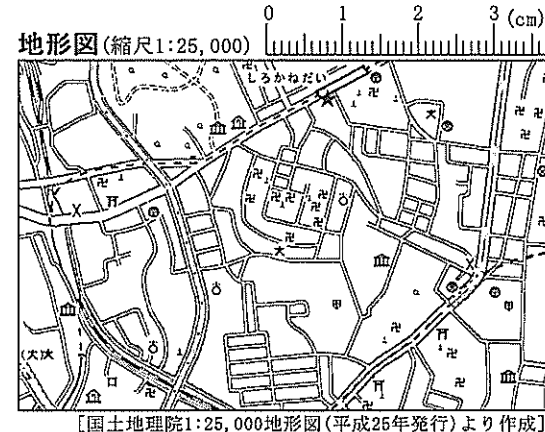 0 1 2 3 (cm)
地形図(縮尺1:25,000)
しろかねだい
[国土地理院1:25,000地形図(平成25年発行)より作成]